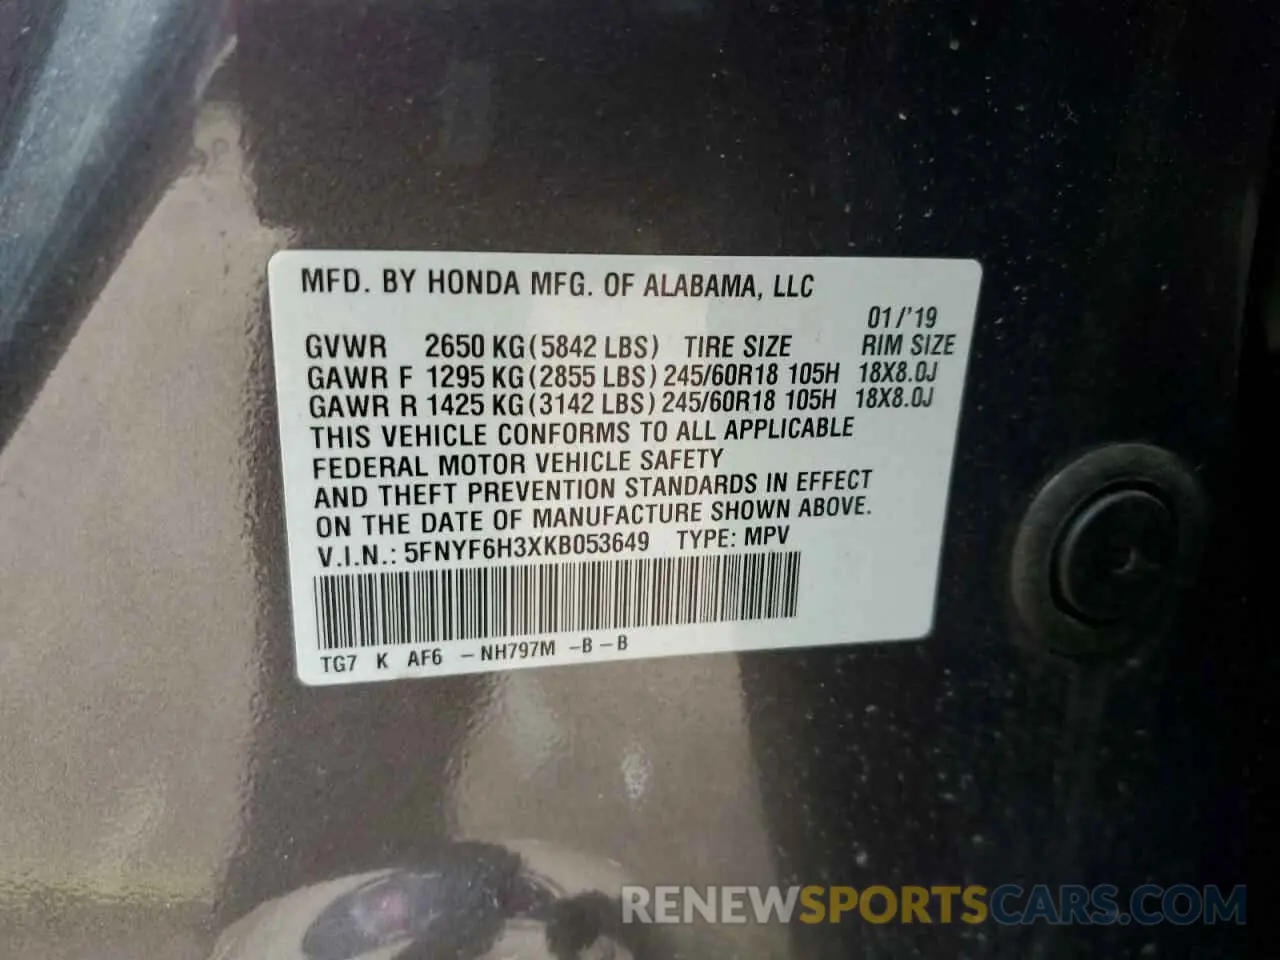 MFD. BY HONDA MFG. OF ALABAMA, LLC
01/'19
GVWR 2650 KG (5842 LBS) TIRE SIZE RIM SIZE
GAWR F 1295 KG (2855 LBS) 245/60R18 105H 18X8.0J
GAWR R 1425 KG (3142 LBS) 245/60R18 105H 18X8.0J
THIS VEHICLE CONFORMS TO ALL APPLICABLE
FEDERAL MOTOR VEHICLE SAFETY
AND THEFT PREVENTION STANDARDS IN EFFECT
ON THE DATE OF MANUFACTURE SHOWN ABOVE.
V.I.N.: 5FNYF6H3XKB053649 TYPE: MPV
TG7 K AF6 -NH797M -B-B
RENEWSPORTSCARS.COM